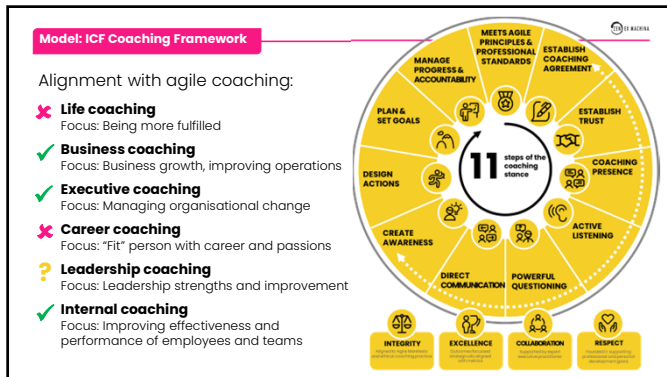 Model: ICF Coaching Framework
ZEN EX MACHINA
Alignment with agile coaching:
Life coaching
Focus: Being more fulfilled
Business coaching
Focus: Business growth, improving operations
Executive coaching
Focus: Managing organisational change
Career coaching
Focus: “Fit” person with career and passions
Leadership coaching
Focus: Leadership strengths and improvement
Internal coaching
Focus: Improving effectiveness and
performance of employees and teams
MEETS AGILE
PRINCIPLES &
PROFESSIONAL
STANDARDS
ESTABLISH
COACHING
AGREEMENT
ESTABLISH
TRUST
COACHING
PRESENCE
ACTIVE
LISTENING
POWERFUL
QUESTIONING
DIRECT
COMMUNICATION
CREATE
AWARENESS
DESIGN
ACTIONS
PLAN &
SET GOALS
MANAGE
PROGRESS &
ACCOUNTABILITY
11 steps of the
coaching
stance
INTEGRITY
EXCELLENCE
COLLABORATION
RESPECT